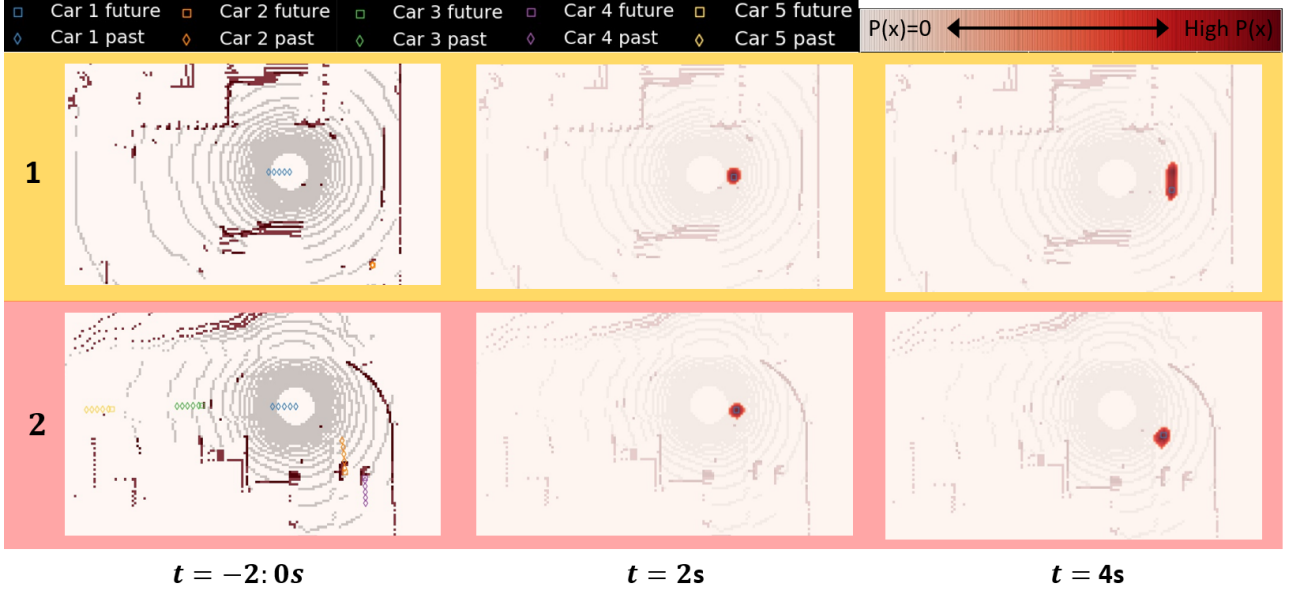 Car 1 future Car 2 future Car 3 future Car 4 future Car 5 future
Car 1 past Car 2 past Car 3 past Car 4 past Car 5 past
P(x)=0 High P(x)
1
2
t = −2: 0s t = 2s t = 4s